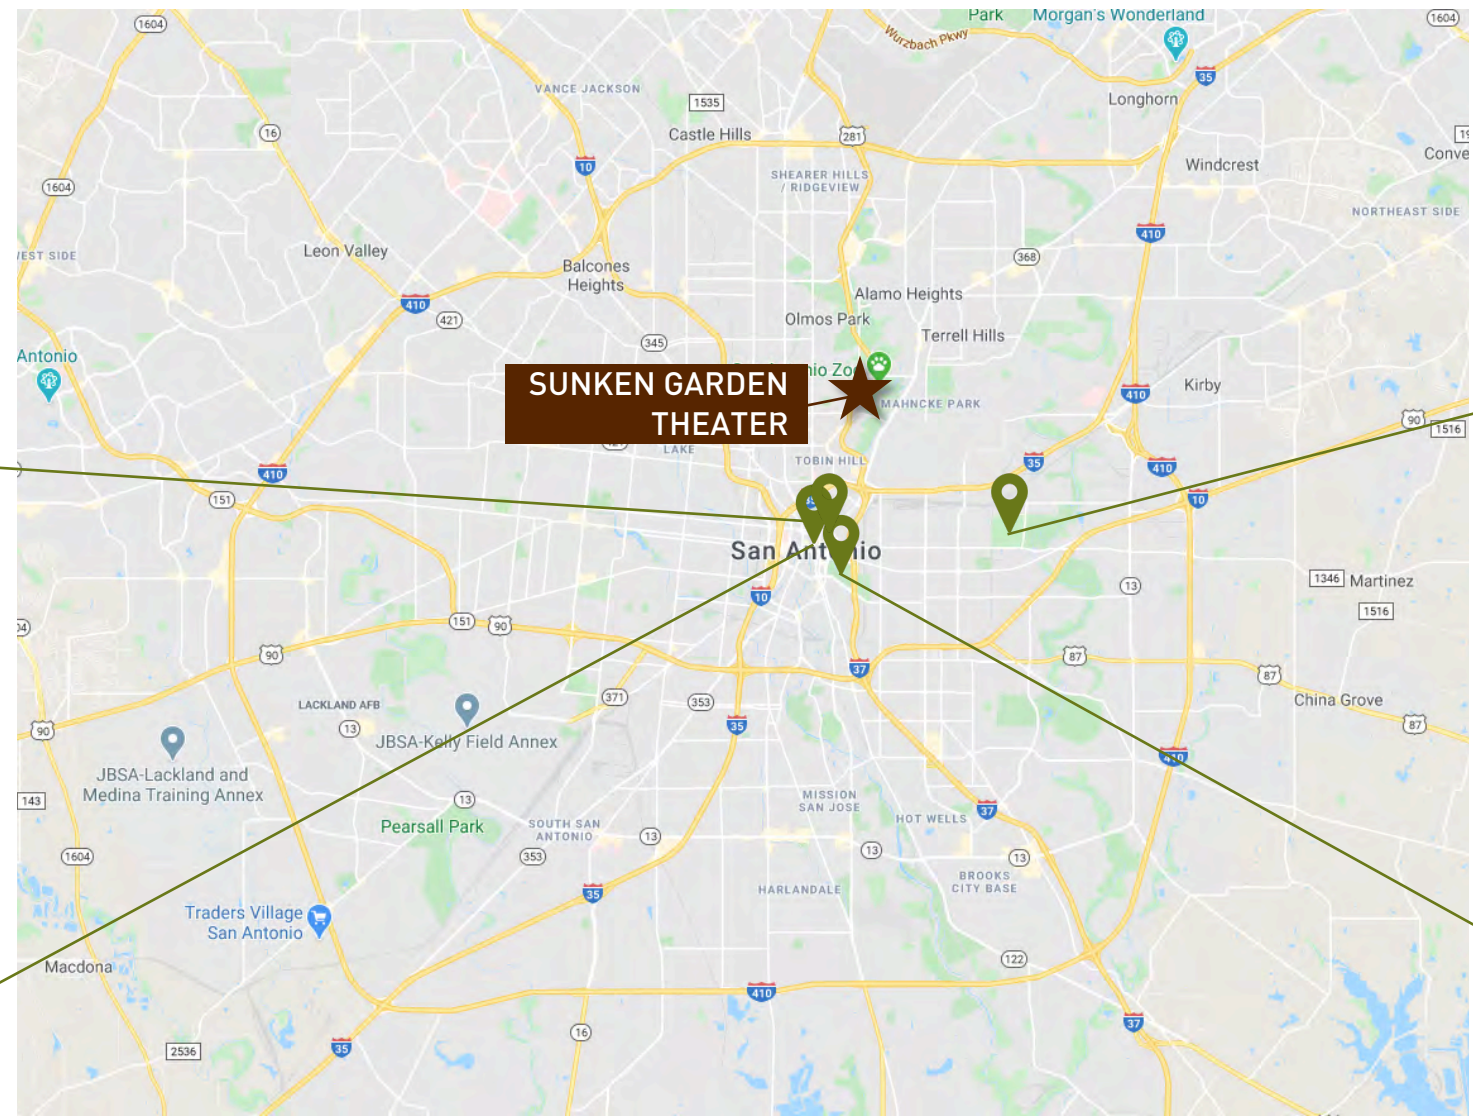 1604
Park
Morgan's Wonderland
1604
Wurzbach Pkwy
35
VANCE JACKSON
1535
Longhorn
16
Castle Hills
281
10
Windcrest
Conve
SHEARER HILLS
/ RIDGEVIEW
1604
NORTHEAST SIDE
410
Leon Valley
WEST SIDE
368
Balcones
Heights
Alamo Heights
410
421
Olmos Park
Terrell Hills
345
Antonio
nio Zoo
SUNKEN GARDEN
THEATER
Kirby
410
MAHNCKE PARK
90
1516
LAKE
TOBIN HILL
35
410
410
151
10
San Antonio
13
1346
Martinez
10
1516
151
90
90
87
37
87
371
353
LACKLAND AFB
China Grove
13
35
87
90
JBSA-Kelly Field Annex
410
JBSA-Lackland and
Medina Training Annex
143
13
MISSION
SAN JOSE
37
HOT WELLS
Pearsall Park
SOUTH SAN
ANTONIO
13
13
1604
353
13
BROOKS
CITY BASE
HARLANDALE
35
Traders Village
San Antonio
122
Macdona
410
37
16
35
2536